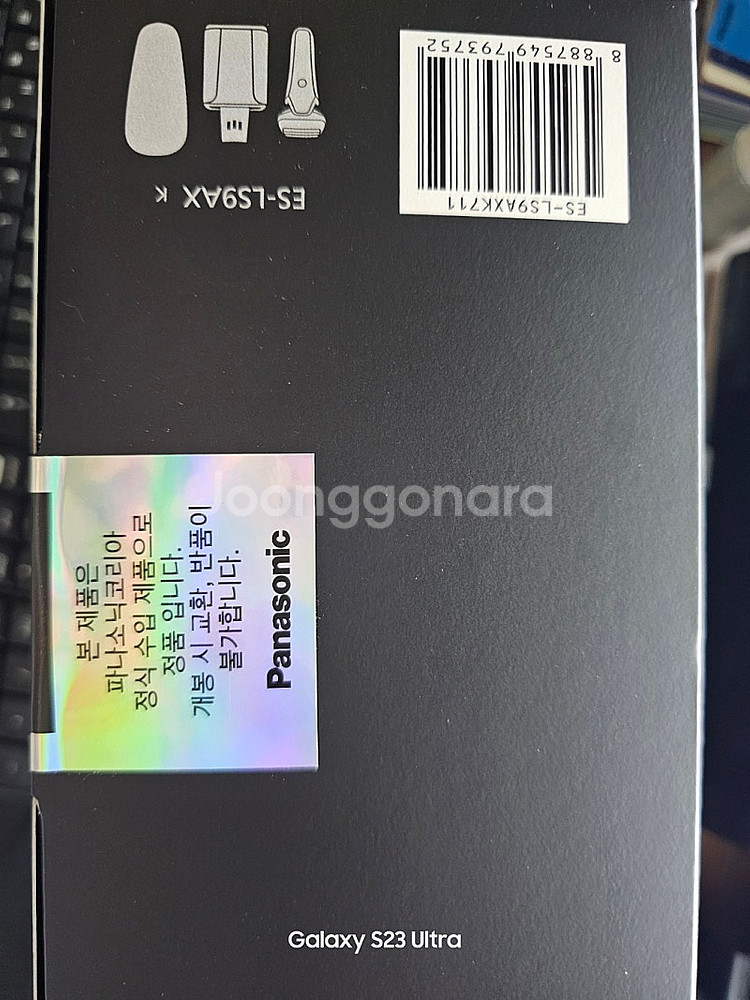 8 887549 793752
ES-LS9AXK711
ES-LS9AX K
Joonggonara
본 제품은
파나소닉코리아
정식 수입 제품으로
정품 입니다.
개봉 시 교환, 반품이
불가합니다.
Panasonic
Galaxy S23 Ultra